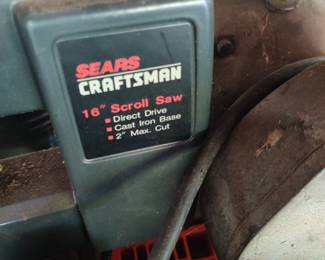 SEARS
CRAFTSMAN
16" Scroll Saw
▪ Direct Drive
▪ Cast Iron Base
▪ 2" Max. Cut